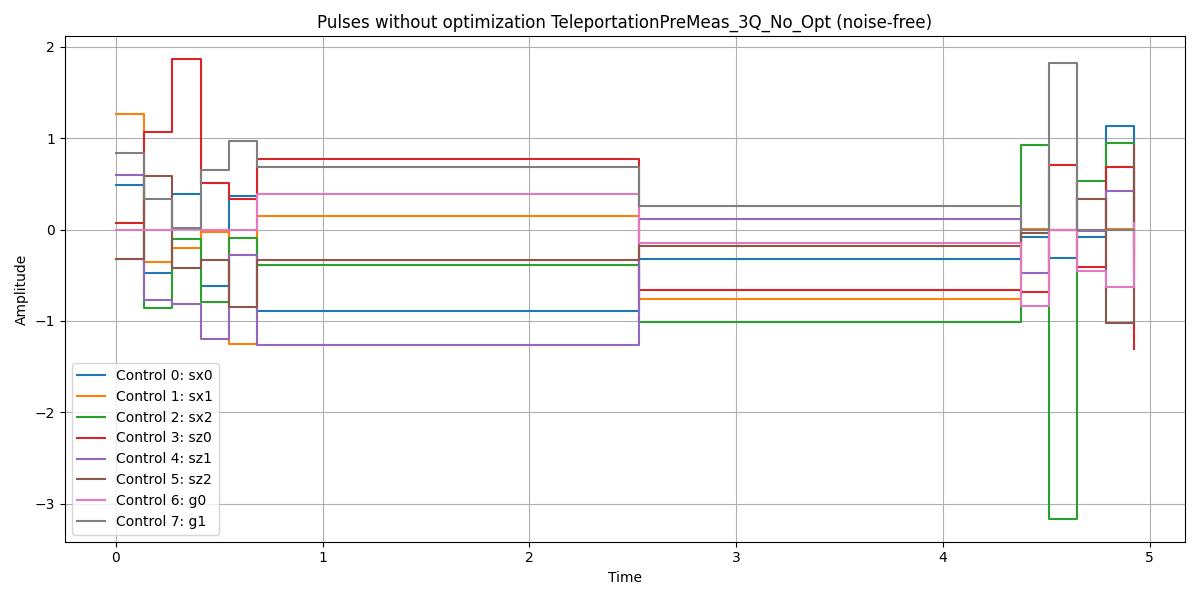 Pulses without optimization TeleportationPreMeas_3Q_No_Opt (noise-free)
Amplitude
2
1
0
−1
−2
−3
Control 0: sx0
Control 1: sx1
Control 2: sx2
Control 3: sz0
Control 4: sz1
Control 5: sz2
Control 6: g0
Control 7: g1
0
1
2
3
4
5
Time